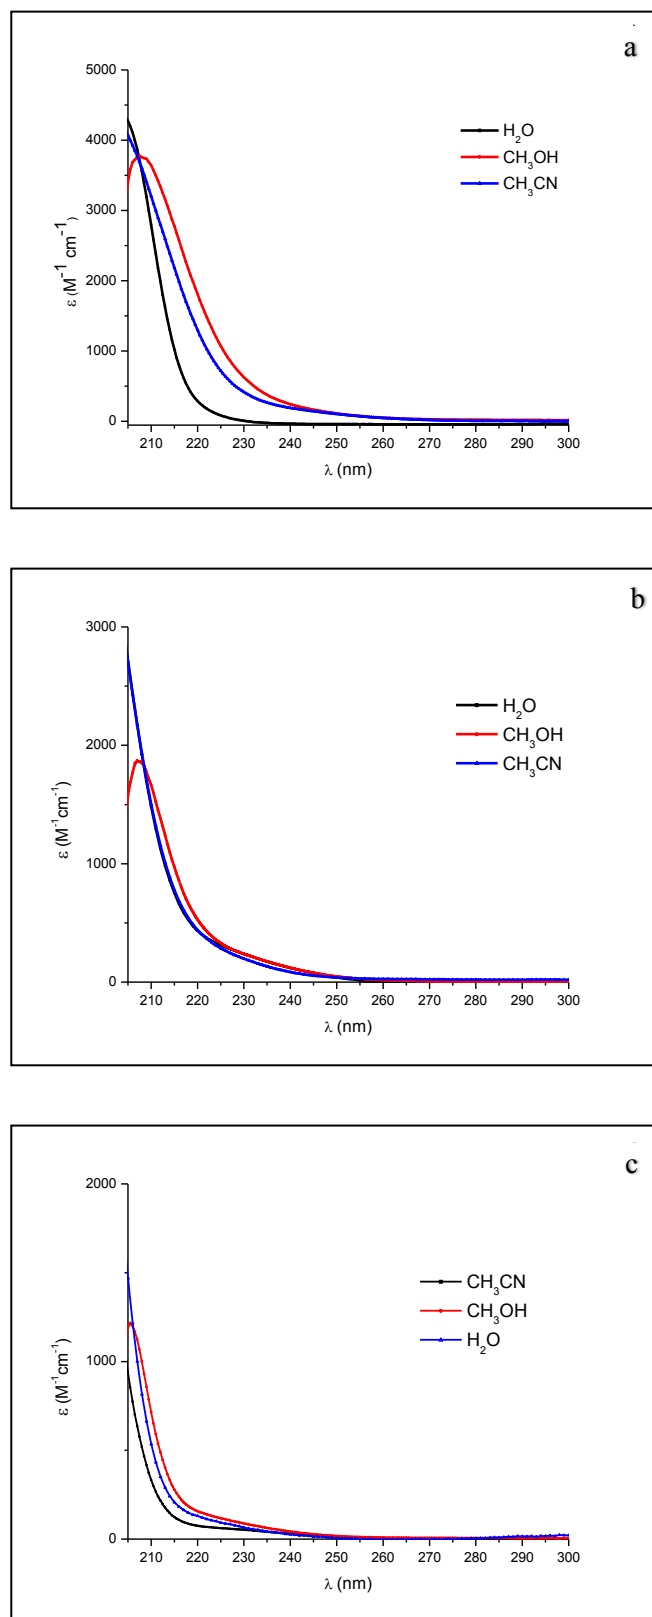 a
5000
4000
3000
2000
1000
0
ε (M⁻¹ cm⁻¹)
H₂O
CH₃OH
CH₃CN
210 220 230 240 250 260 270 280 290 300
λ (nm)
b
3000
2000
1000
0
ε (M⁻¹cm⁻¹)
H₂O
CH₃OH
CH₃CN
210 220 230 240 250 260 270 280 290 300
λ (nm)
c
2000
1000
0
ε (M⁻¹cm⁻¹)
CH₃CN
CH₃OH
H₂O
210 220 230 240 250 260 270 280 290 300
λ (nm)